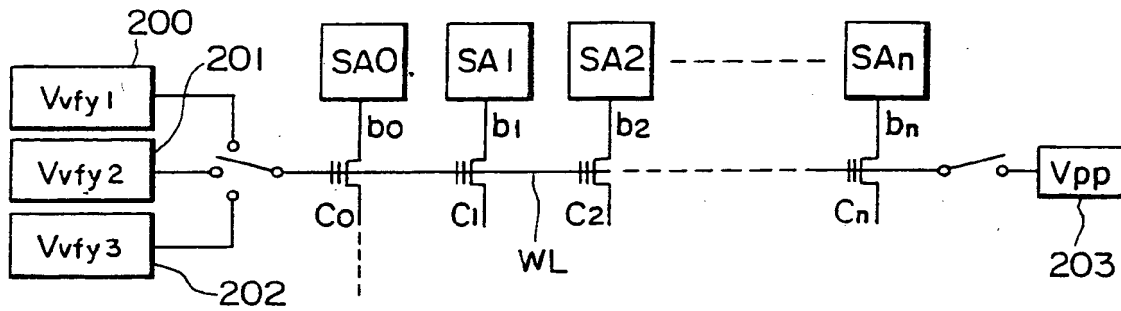 200
201
Vvfy1
Vvfy2
Vvfy3
202
SA0 SA1 SA2 SAn
b0 b1 b2 bn
C0 C1 C2 Cn
WL
Vpp
203